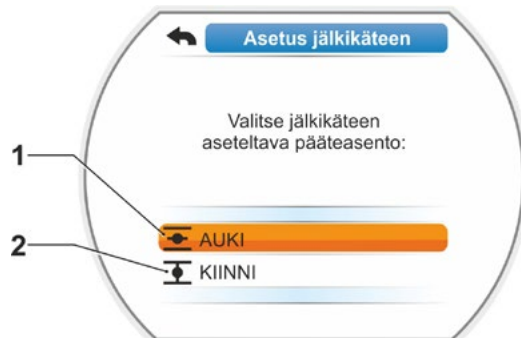 Asetus jälkikäteen
Valitse jälkikäteen
aseteltava pääteasento:
1
AUKI
2
KIINNI